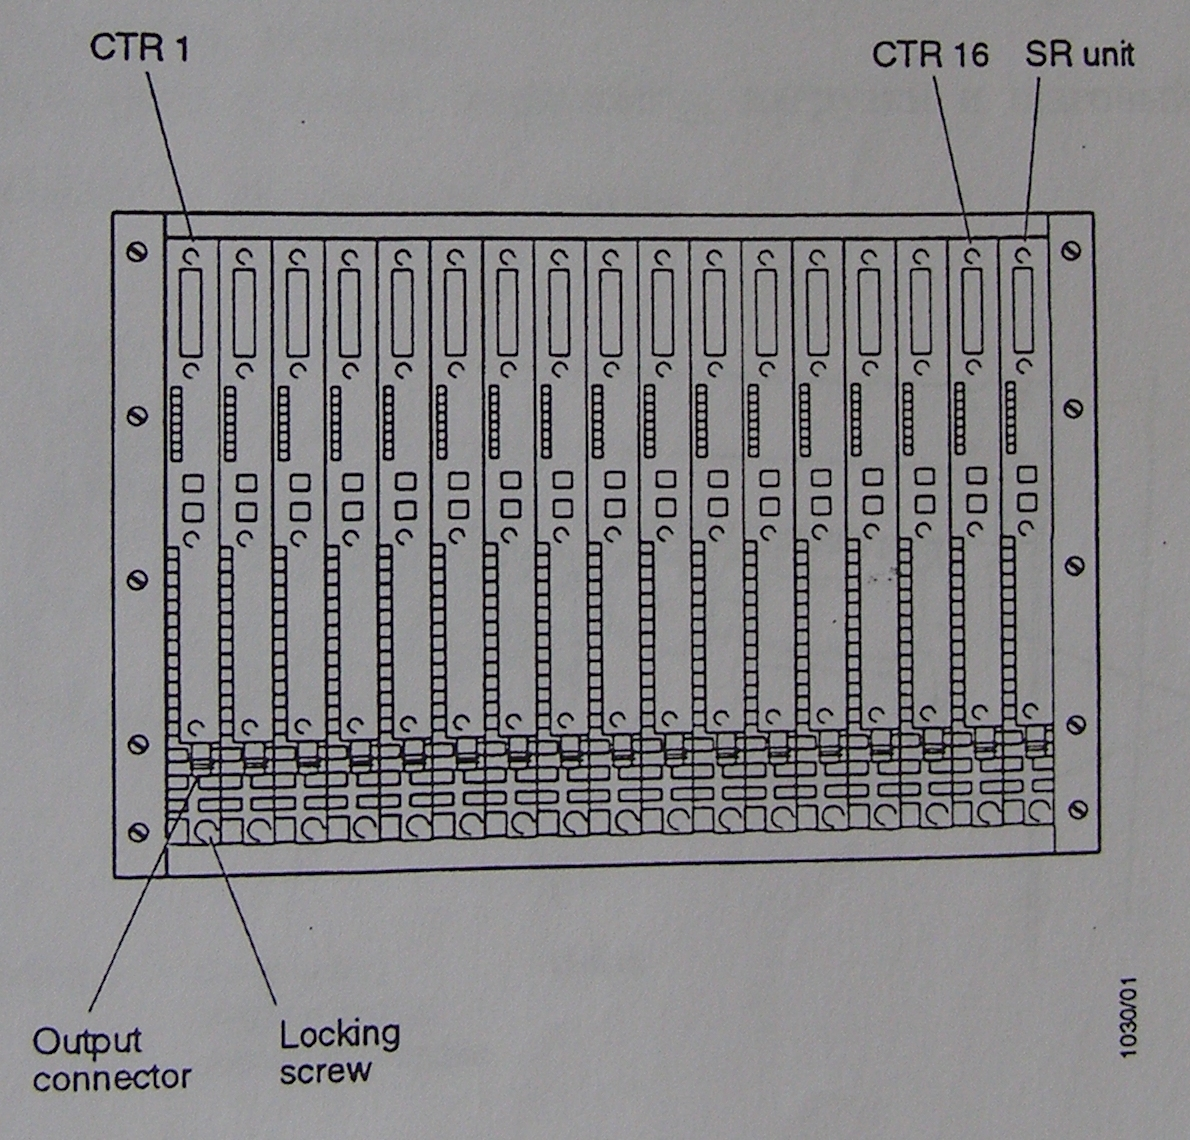 CTR 1
CTR 16
SR unit
Output
connector
Locking
screw
1030/01